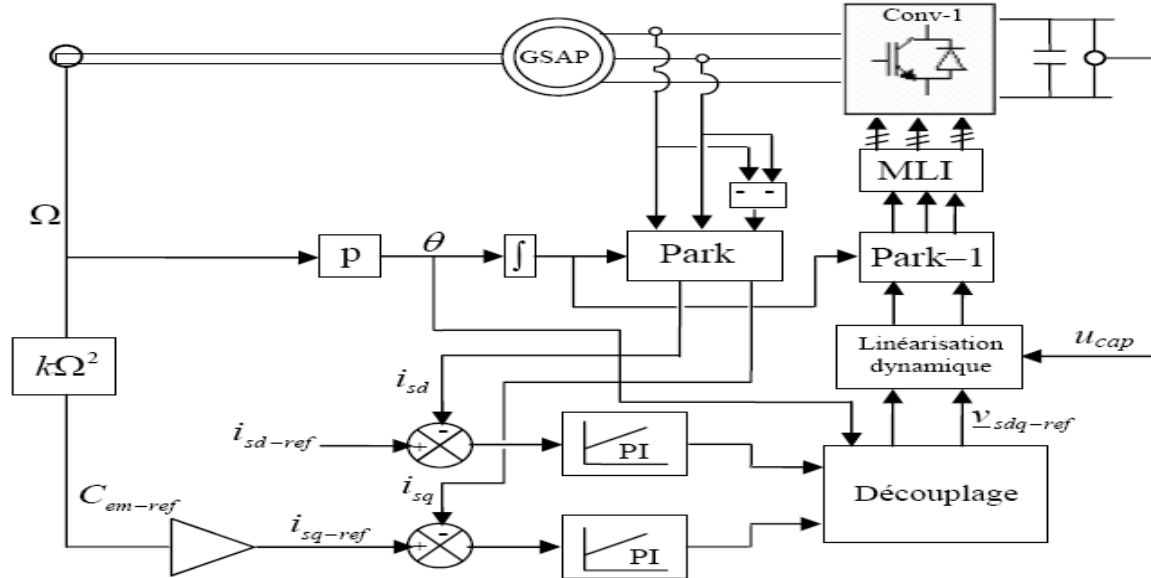 Conv-1
GSAP
MLI
- -
Ω
p
θ
∫
Park
Park–1
kΩ²
Linéarisation
dynamique
u_cap
i_sd
v_sdq-ref
-
i_sd-ref
+
PI
Découplage
i_sq
C_em-ref
-
i_sq-ref
+
PI